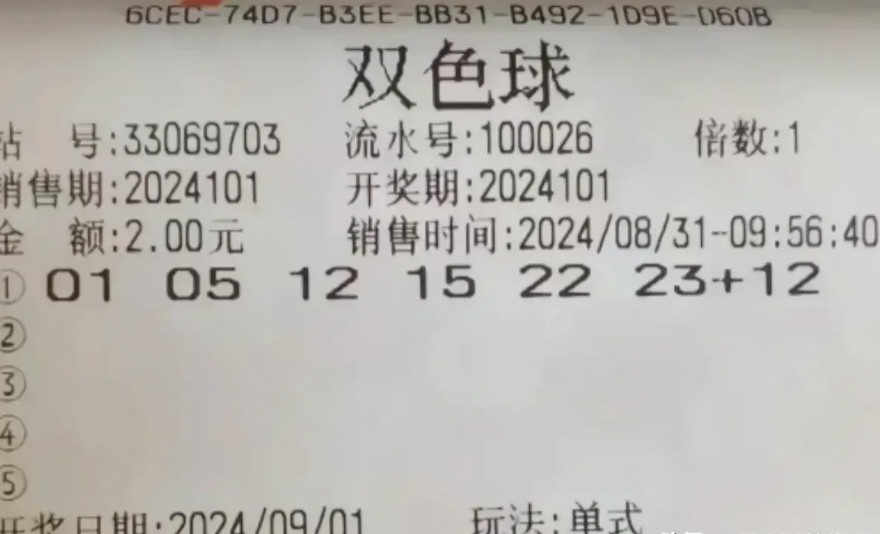 6CEC-74D7-B3EE-BB31-B492-1D9E-D60B
双色球
站 号:33069703 流水号:100026 倍数:1
销售期:2024101 开奖期:2024101
金 额:2.00元 销售时间:2024/08/31-09:56:40
① 01 05 12 15 22 23+12
②
③
④
⑤
开奖日期:2024/09/01 玩法:单式